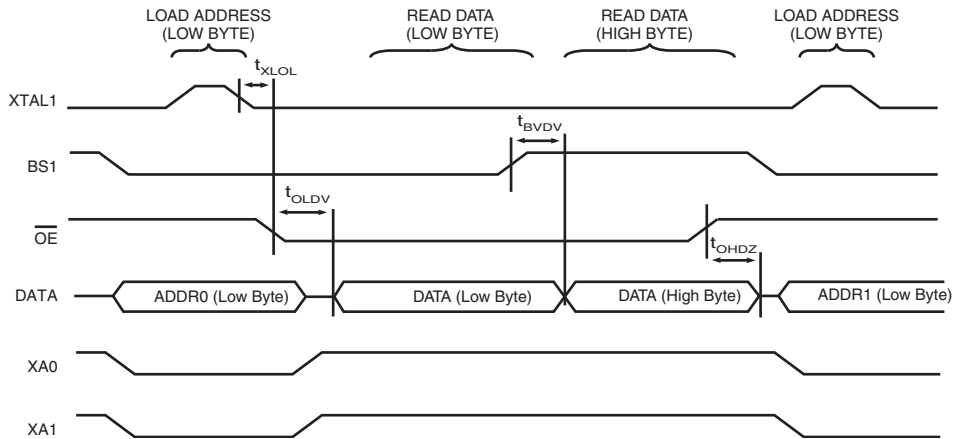 LOAD ADDRESS
(LOW BYTE)
READ DATA
(LOW BYTE)
READ DATA
(HIGH BYTE)
LOAD ADDRESS
(LOW BYTE)
tXLOL
XTAL1
tBVDV
BS1
tOLDV
OE
tOHDZ
DATA
ADDR0 (Low Byte)
DATA (Low Byte)
DATA (High Byte)
ADDR1 (Low Byte)
XA0
XA1